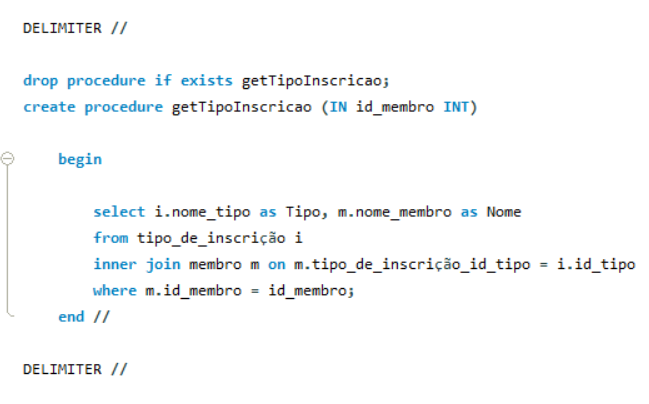 DELIMITER //
drop procedure if exists getTipoInscricao;
create procedure getTipoInscricao (IN id_membro INT)
begin
select i.nome_tipo as Tipo, m.nome_membro as Nome
from tipo_de_inscrição i
inner join membro m on m.tipo_de_inscrição_id_tipo = i.id_tipo
where m.id_membro = id_membro;
end //
DELIMITER //